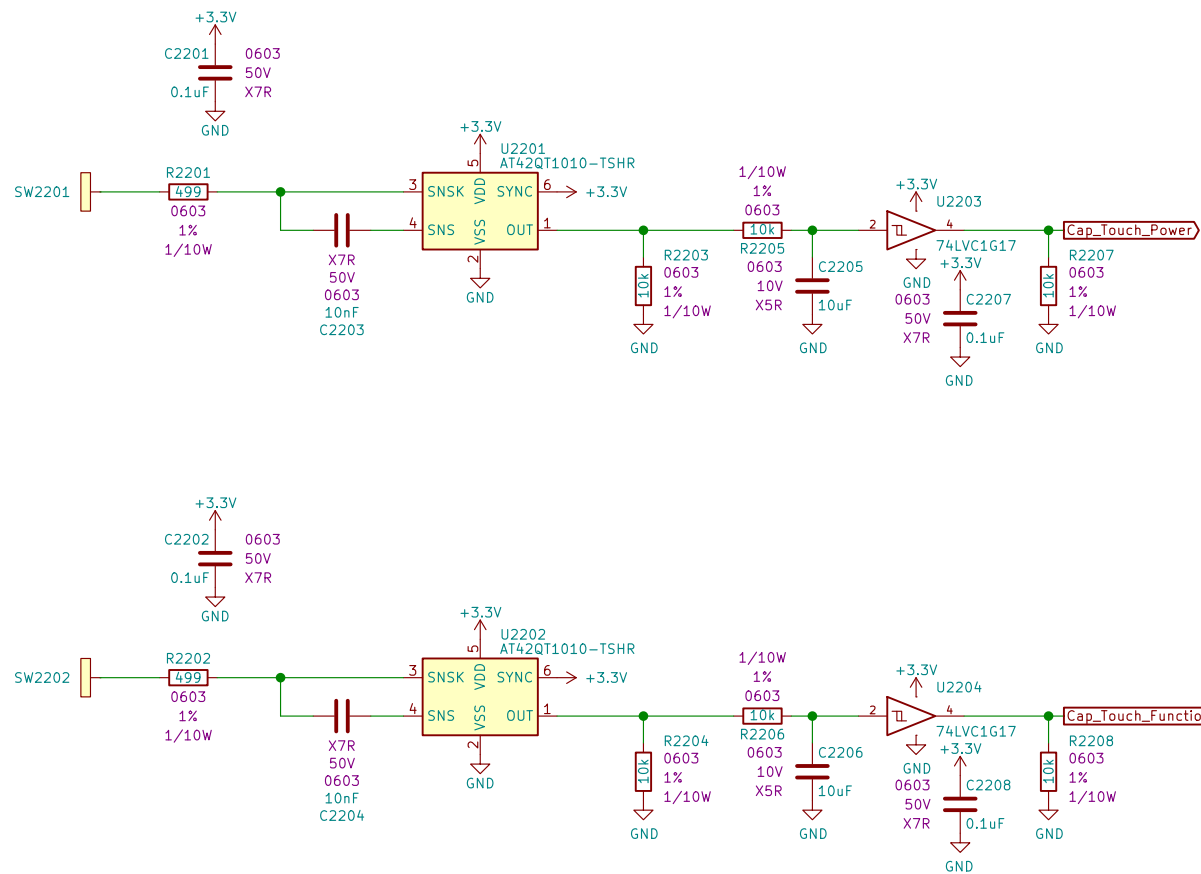 +3.3V
C2201
0603
50V
0.1uF
X7R
GND
+3.3V
U2201
AT42QT1010-TSHR
SW2201
R2201
499
0603
1%
1/10W
3
SNSK
VDD
5
SYNC
6
+3.3V
4
SNS
VSS
2
OUT
1
GND
X7R
50V
0603
10nF
C2203
R2203
10k
0603
1%
1/10W
GND
1/10W
1%
0603
10k
R2205
0603
10V
X5R
C2205
10uF
GND
+3.3V
U2203
2
4
74LVC1G17
GND
+3.3V
0603
50V
X7R
C2207
0.1uF
GND
Cap_Touch_Power
R2207
10k
0603
1%
1/10W
GND
+3.3V
C2202
0603
50V
0.1uF
X7R
GND
+3.3V
U2202
AT42QT1010-TSHR
SW2202
R2202
499
0603
1%
1/10W
3
SNSK
VDD
5
SYNC
6
+3.3V
4
SNS
VSS
2
OUT
1
GND
X7R
50V
0603
10nF
C2204
R2204
10k
0603
1%
1/10W
GND
1/10W
1%
0603
10k
R2206
0603
10V
X5R
C2206
10uF
GND
+3.3V
U2204
2
4
74LVC1G17
GND
+3.3V
0603
50V
X7R
C2208
0.1uF
GND
Cap_Touch_Functio
R2208
10k
0603
1%
1/10W
GND